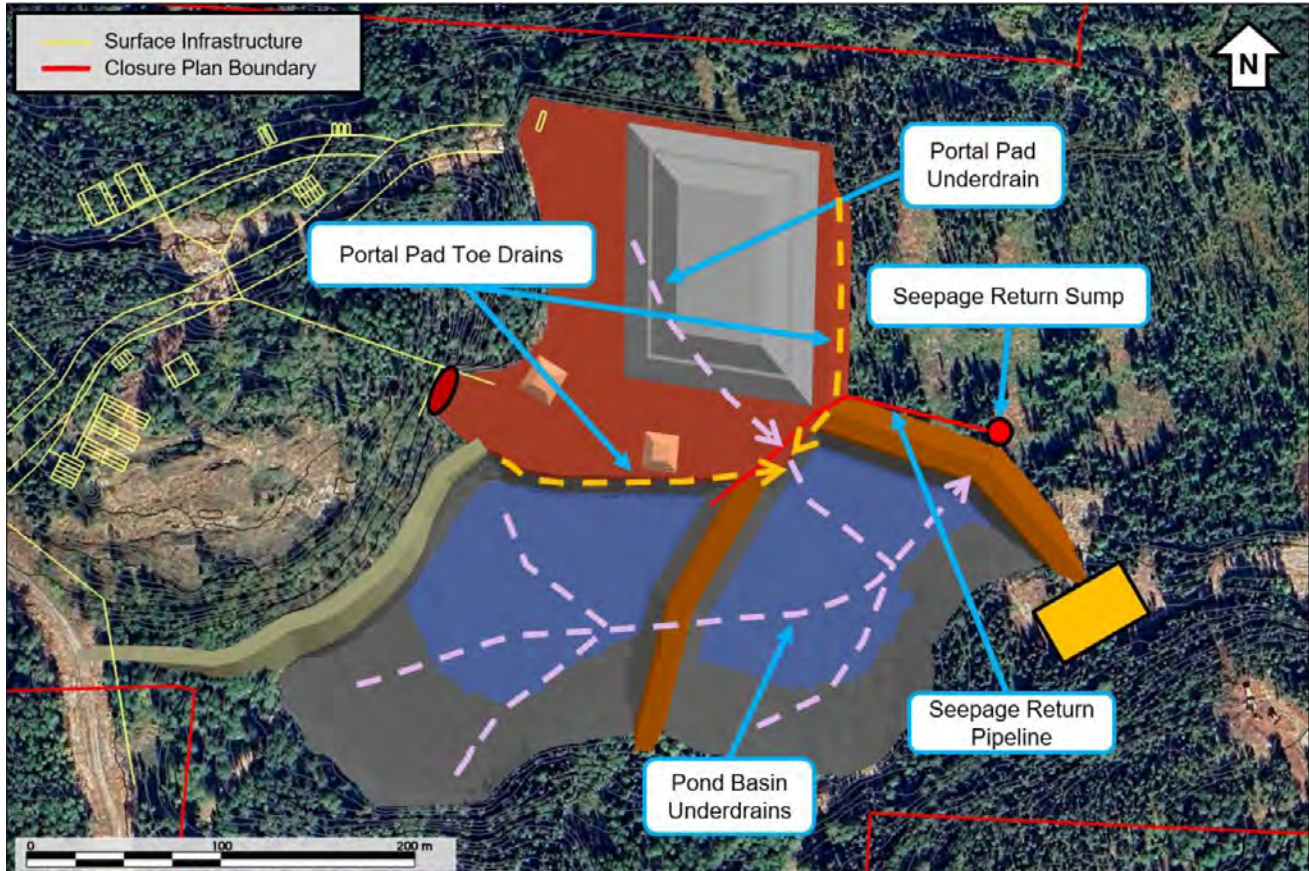 Surface Infrastructure
Closure Plan Boundary
N
Portal Pad
Underdrain
Portal Pad Toe Drains
Seepage Return Sump
Seepage Return
Pipeline
Pond Basin
Underdrains
0 100 200 m